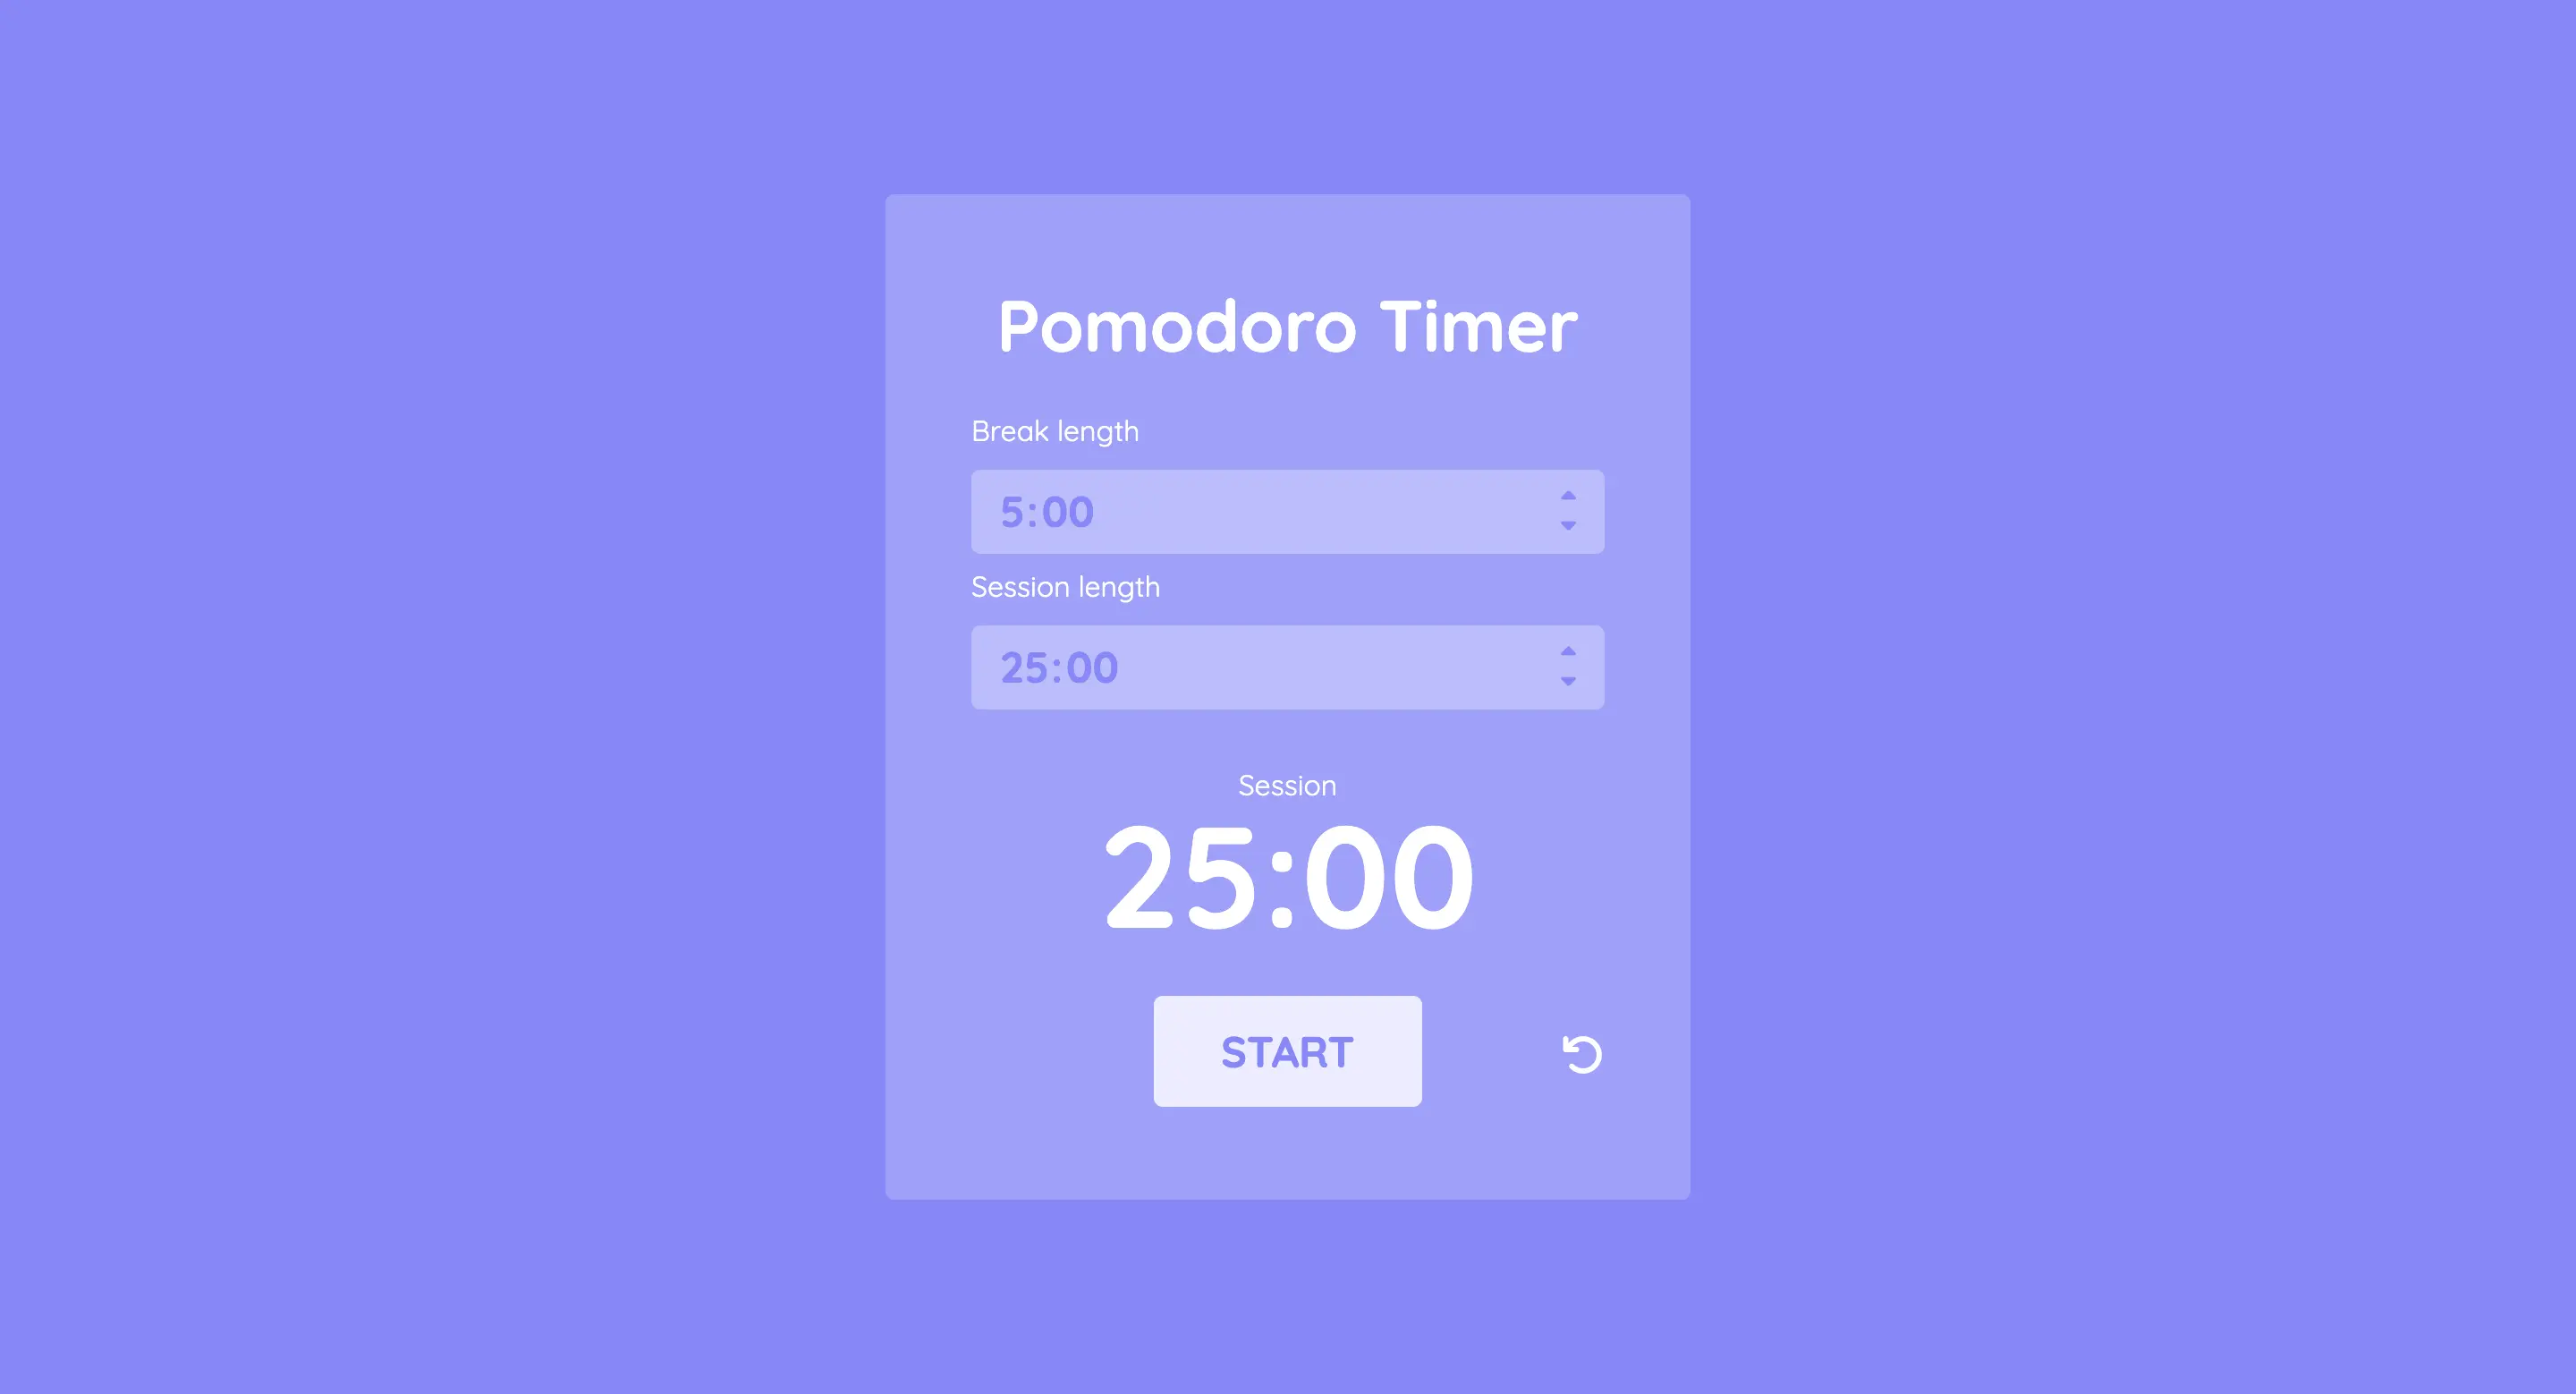 Pomodoro Timer
Break length
5:00
Session length
25:00
Session
25:00
START